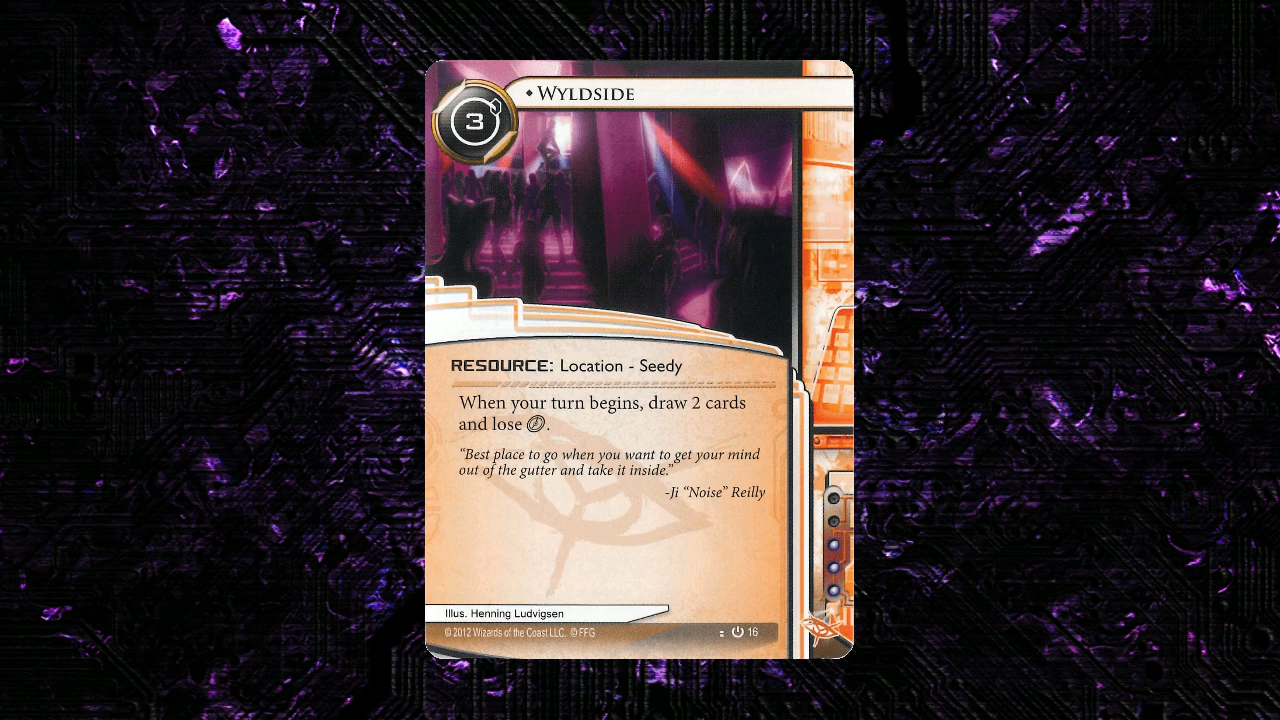 3
⬥ WYLDSIDE
RESOURCE: Location - Seedy
When your turn begins, draw 2 cards
and lose .
“Best place to go when you want to get your mind
out of the gutter and take it inside.”
-Ji “Noise” Reilly
Illus. Henning Ludvigsen
© 2012 Wizards of the Coast LLC. © FFG
16